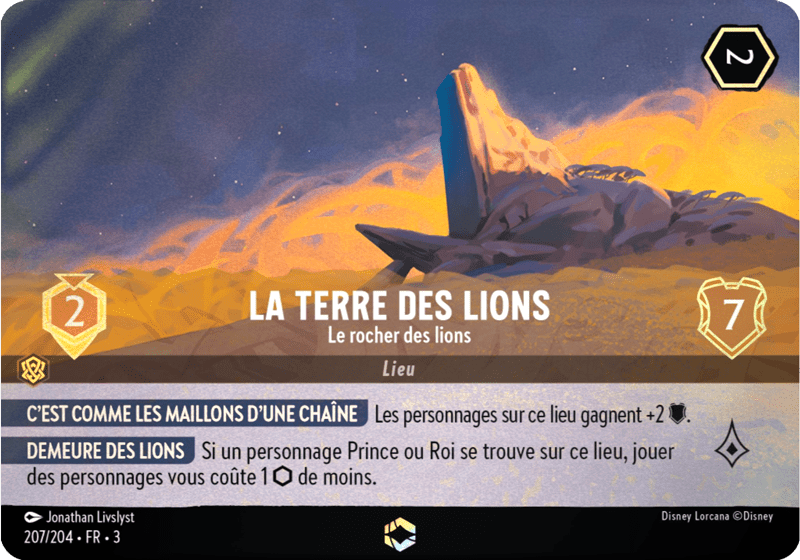 2
2
LA TERRE DES LIONS
Le rocher des lions
7
Lieu
C'EST COMME LES MAILLONS D'UNE CHAÎNE Les personnages sur ce lieu gagnent +2 .
DEMEURE DES LIONS Si un personnage Prince ou Roi se trouve sur ce lieu, jouer
des personnages vous coûte 1 de moins.
Jonathan Livslyst
Disney Lorcana ©Disney
207/204 • FR • 3